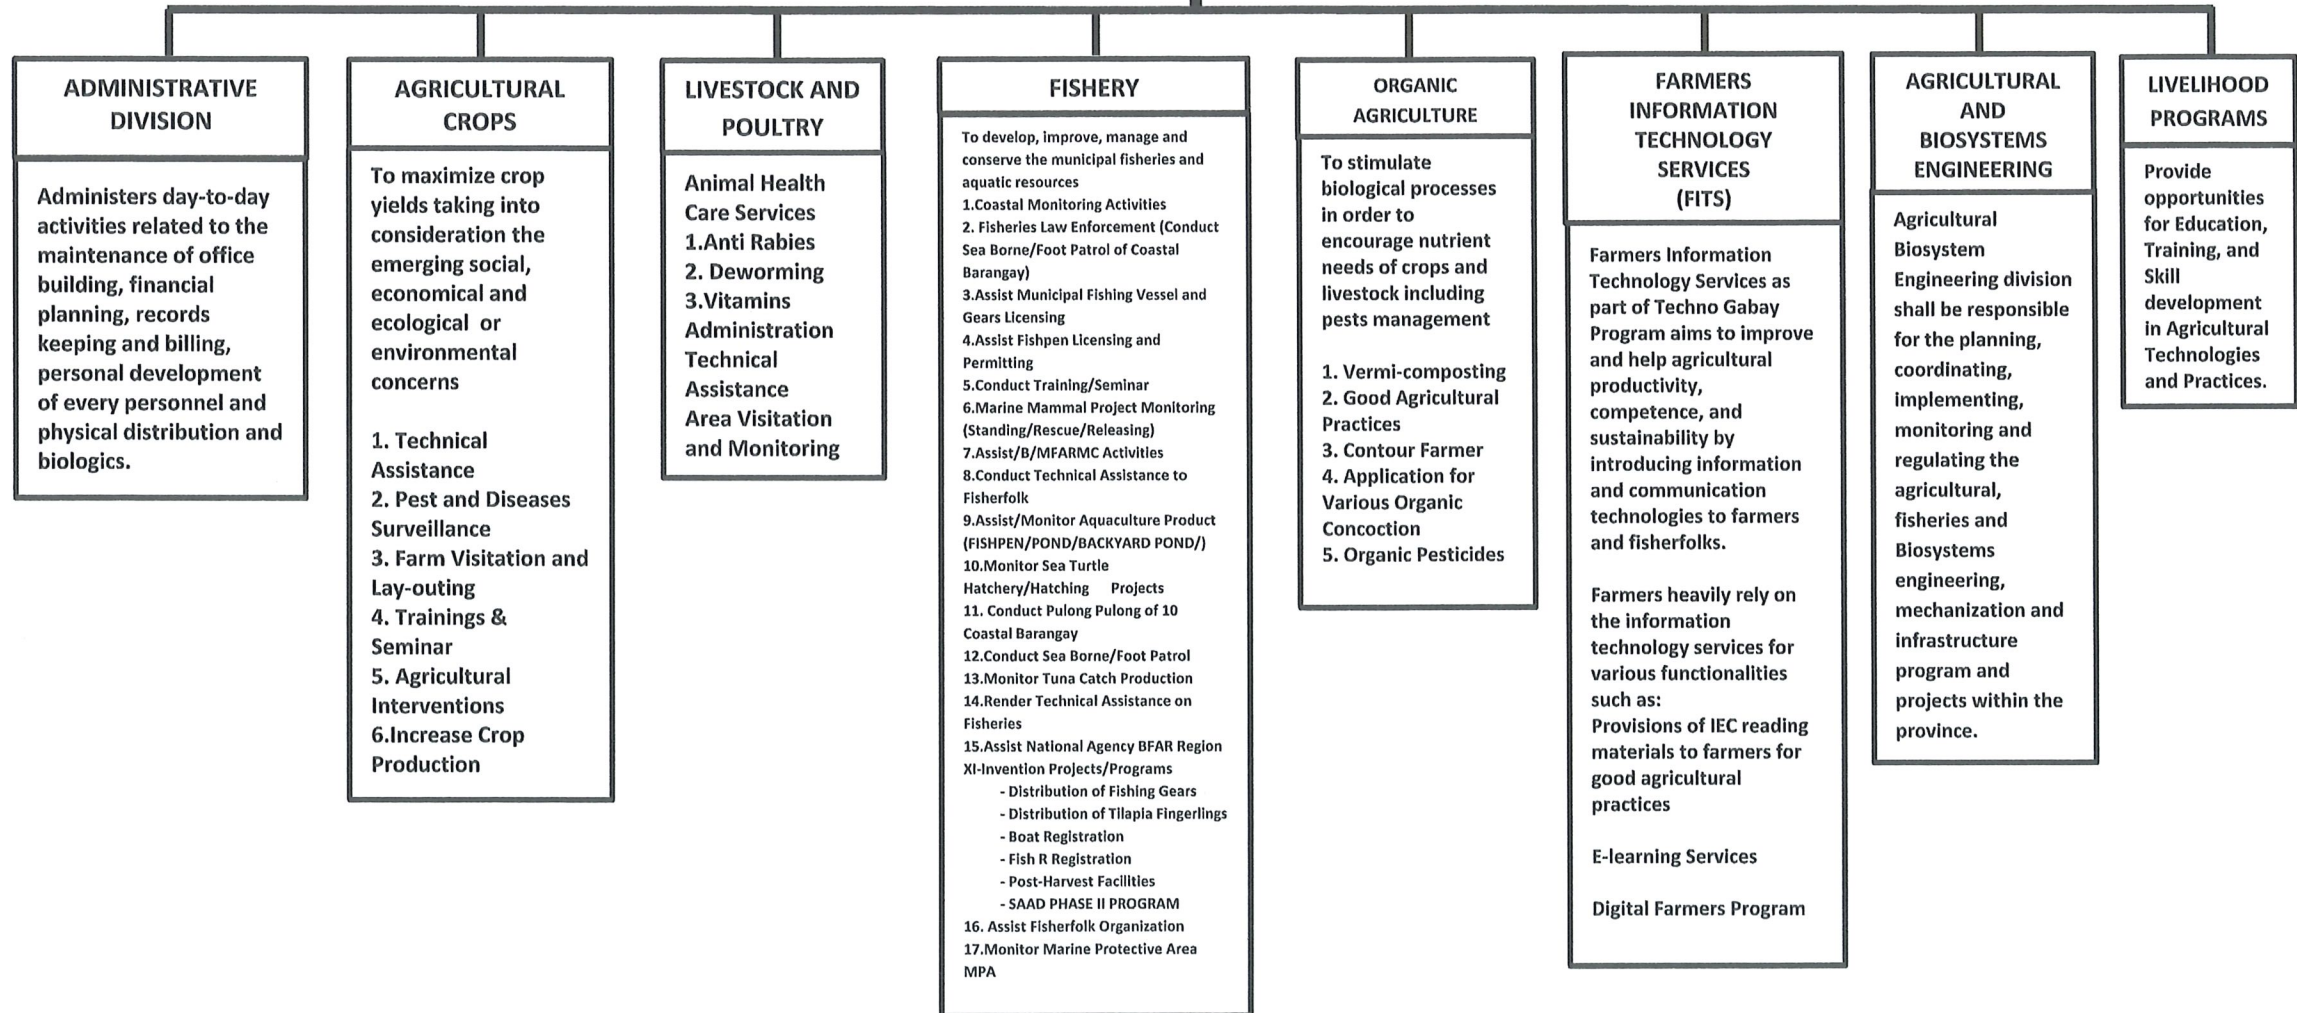 ADMINISTRATIVE
DIVISION
Administers day-to-day
activities related to the
maintenance of office
building, financial
planning, records
keeping and billing,
personal development
of every personnel and
physical distribution and
biologics.
AGRICULTURAL
CROPS
To maximize crop
yields taking into
consideration the
emerging social,
economical and
ecological or
environmental
concerns
1. Technical
Assistance
2. Pest and Diseases
Surveillance
3. Farm Visitation and
Lay-outing
4. Trainings &
Seminar
5. Agricultural
Interventions
6.Increase Crop
Production
LIVESTOCK AND
POULTRY
Animal Health
Care Services
1.Anti Rabies
2. Deworming
3.Vitamins
Administration
Technical
Assistance
Area Visitation
and Monitoring
FISHERY
To develop, improve, manage and
conserve the municipal fisheries and
aquatic resources
1.Coastal Monitoring Activities
2. Fisheries Law Enforcement (Conduct
Sea Borne/Foot Patrol of Coastal
Barangay)
3.Assist Municipal Fishing Vessel and
Gears Licensing
4.Assist Fishpen Licensing and
Permitting
5.Conduct Training/Seminar
6.Marine Mammal Project Monitoring
(Standing/Rescue/Releasing)
7.Assist/B/MFARMC Activities
8.Conduct Technical Assistance to
Fisherfolk
9.Assist/Monitor Aquaculture Product
(FISHPEN/POND/BACKYARD POND/)
10.Monitor Sea Turtle
Hatchery/Hatching Projects
11. Conduct Pulong Pulong of 10
Coastal Barangay
12.Conduct Sea Borne/Foot Patrol
13.Monitor Tuna Catch Production
14.Render Technical Assistance on
Fisheries
15.Assist National Agency BFAR Region
XI-Invention Projects/Programs
- Distribution of Fishing Gears
- Distribution of Tilapia Fingerlings
- Boat Registration
- Fish R Registration
- Post-Harvest Facilities
- SAAD PHASE II PROGRAM
16. Assist Fisherfolk Organization
17.Monitor Marine Protective Area
MPA
ORGANIC
AGRICULTURE
To stimulate
biological processes
in order to
encourage nutrient
needs of crops and
livestock including
pests management
1. Vermi-composting
2. Good Agricultural
Practices
3. Contour Farmer
4. Application for
Various Organic
Concoction
5. Organic Pesticides
FARMERS
INFORMATION
TECHNOLOGY
SERVICES
(FITS)
Farmers Information
Technology Services as
part of Techno Gabay
Program aims to improve
and help agricultural
productivity,
competence, and
sustainability by
introducing information
and communication
technologies to farmers
and fisherfolks.
Farmers heavily rely on
the information
technology services for
various functionalities
such as:
Provisions of IEC reading
materials to farmers for
good agricultural
practices
E-learning Services
Digital Farmers Program
AGRICULTURAL
AND
BIOSYSTEMS
ENGINEERING
Agricultural
Biosystem
Engineering division
shall be responsible
for the planning,
coordinating,
implementing,
monitoring and
regulating the
agricultural,
fisheries and
Biosystems
engineering,
mechanization and
infrastructure
program and
projects within the
province.
LIVELIHOOD
PROGRAMS
Provide
opportunities
for Education,
Training, and
Skill
development
in Agricultural
Technologies
and Practices.